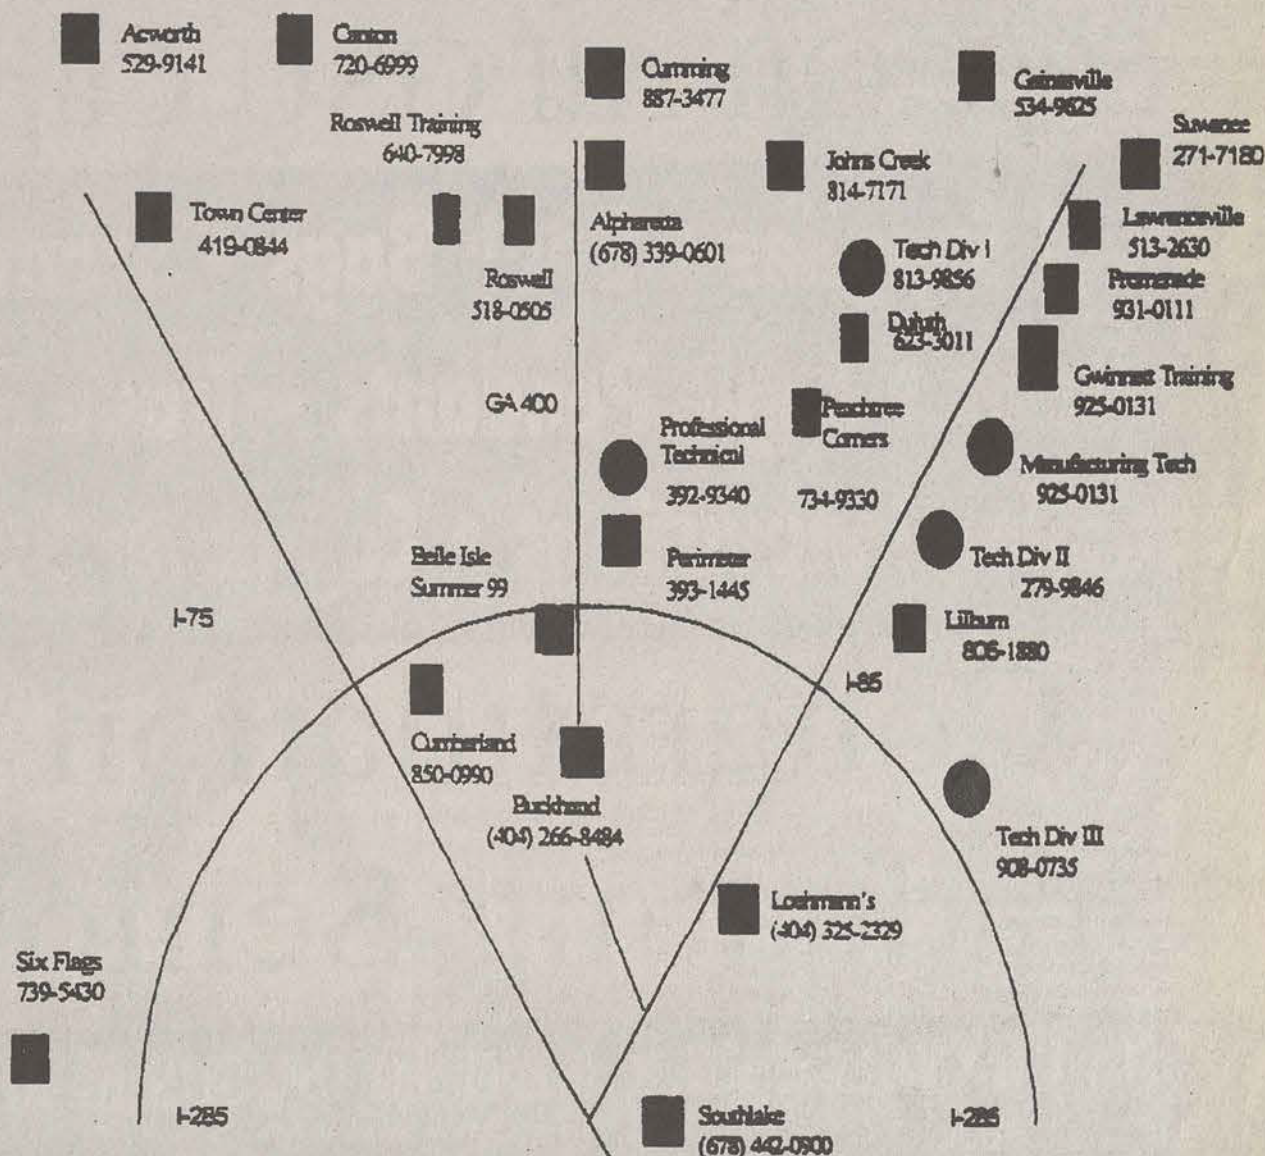 Acworth
529-9141
Canton
720-6999
Cumming
887-3477
Gainesville
534-9825
Roswell Training
640-7998
Suwanee
271-7180
Johns Creek
814-7171
Town Center
419-0844
Alpharetta
(678) 339-0601
Lawrenceville
513-2630
Roswell
518-0505
Tech Div I
813-9856
Promenade
931-0111
Duluth
623-3011
Gwinnett Training
925-0131
GA 400
Peachtree
Corners
734-9330
Professional
Technical
392-9340
Manufacturing Tech
925-0131
Belle Isle
Summer 99
Perimeter
393-1445
Tech Div II
279-9846
I-75
Lilburn
806-1880
I-85
Cumberland
850-0990
Buckhead
(404) 266-8484
Tech Div III
908-0735
Loehmann's
(404) 325-2329
Six Flags
739-5430
I-285
Southlake
(678) 442-0900
I-285